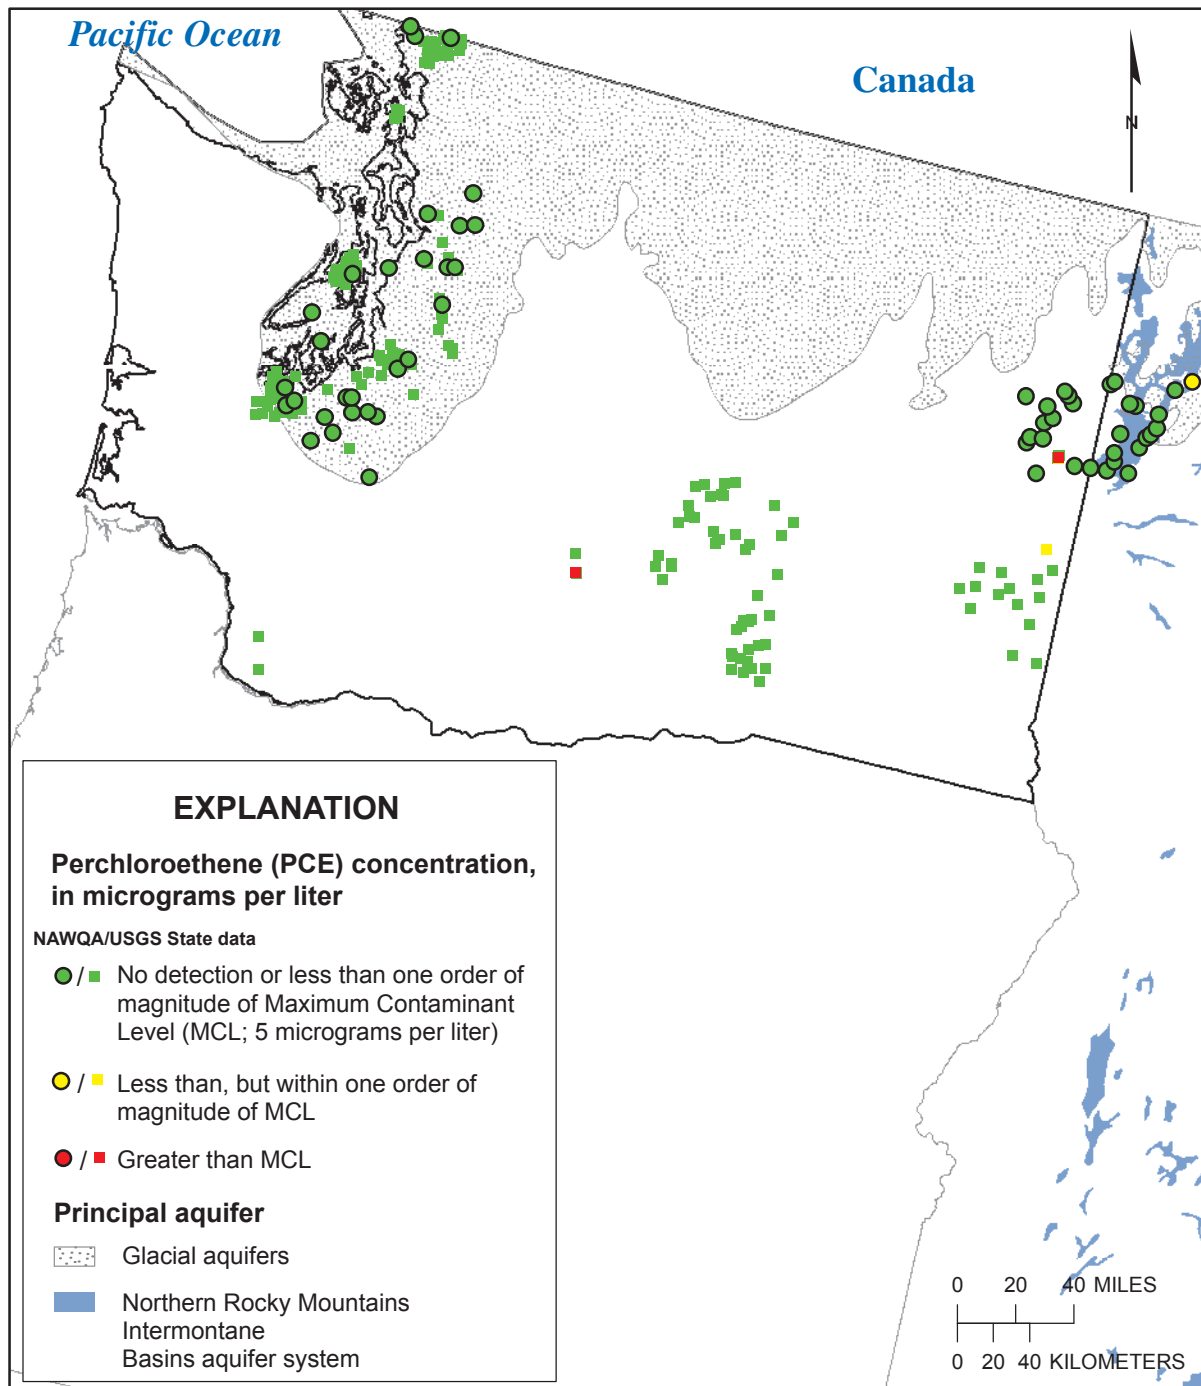 Pacific Ocean
Canada
N
EXPLANATION
Perchloroethene (PCE) concentration,
in micrograms per liter
NAWQA/USGS State data
/ No detection or less than one order of
magnitude of Maximum Contaminant
Level (MCL; 5 micrograms per liter)
/ Less than, but within one order of
magnitude of MCL
/ Greater than MCL
Principal aquifer
Glacial aquifers
Northern Rocky Mountains
Intermontane
Basins aquifer system
0 20 40 MILES
0 20 40 KILOMETERS